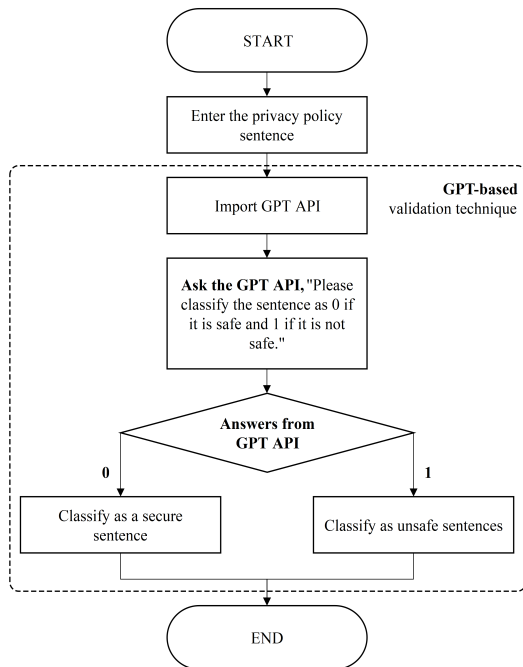 START
Enter the privacy policy
sentence
GPT-based
validation technique
Import GPT API
Ask the GPT API, "Please
classify the sentence as 0 if
it is safe and 1 if it is not
safe."
Answers from
GPT API
0
1
Classify as a secure
sentence
Classify as unsafe sentences
END